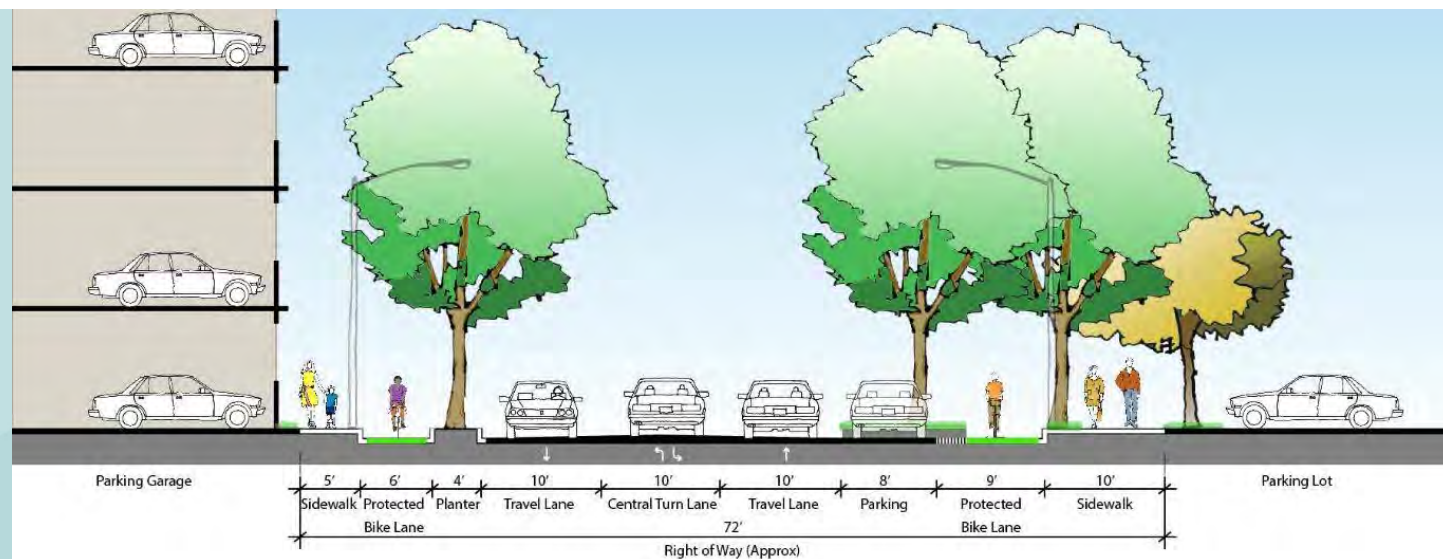 Parking Garage
5' 6' 4' 10' 10' 10' 8' 9' 10'
Sidewalk Protected Planter Travel Lane Central Turn Lane Travel Lane Parking Protected Sidewalk
Bike Lane Bike Lane
Parking Lot
72'
Right of Way (Approx)